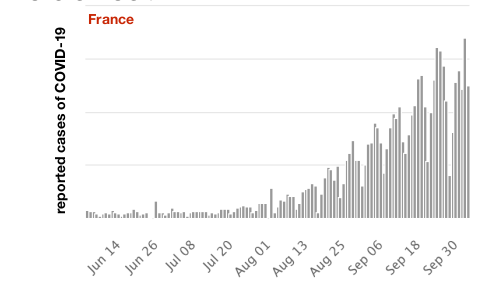 France
reported cases of COVID-19
Jun 14
Jun 26
Jul 08
Jul 20
Aug 01
Aug 13
Aug 25
Sep 06
Sep 18
Sep 30